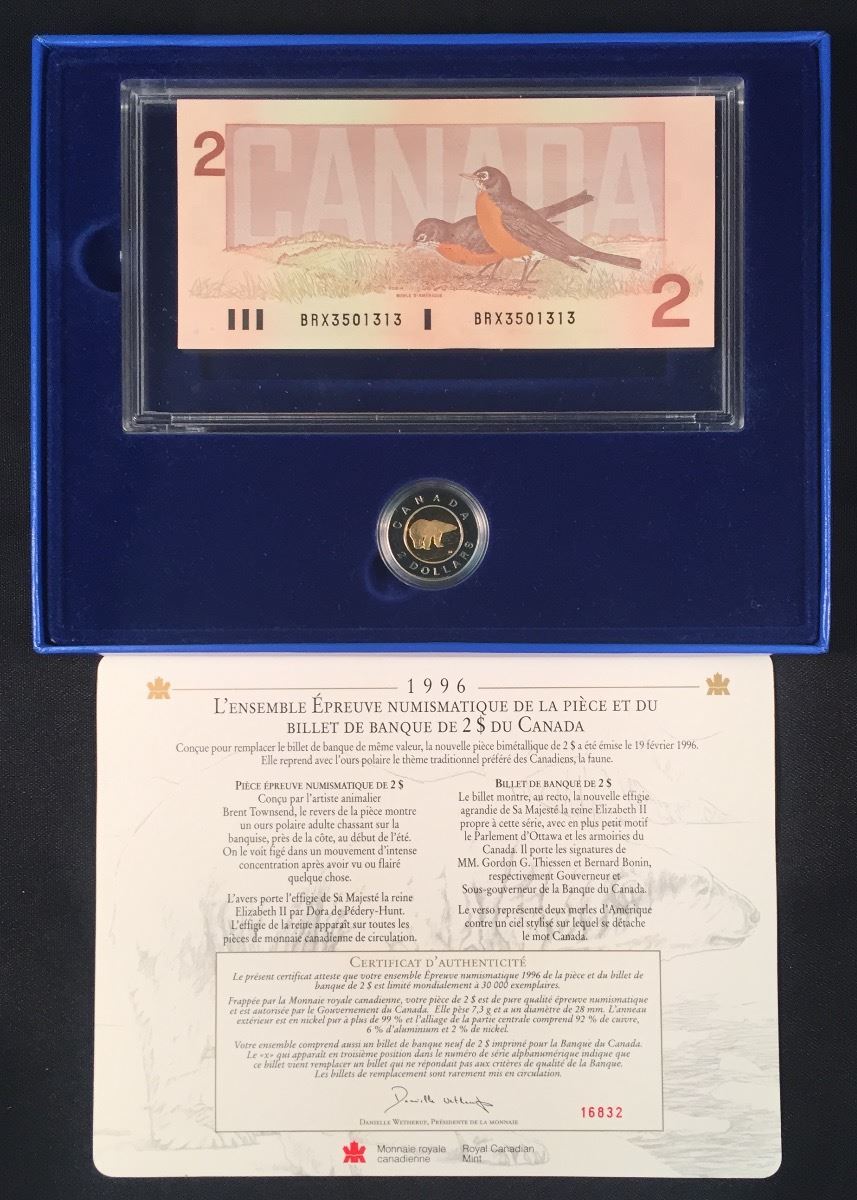 2
CANADA
MERLE D'AMÉRIQUE
2
BRX3501313
BRX3501313
CANADA
2 DOLLARS
1996
L'ENSEMBLE ÉPREUVE NUMISMATIQUE DE LA PIÈCE ET DU
BILLET DE BANQUE DE 2 $ DU CANADA
Conçue pour remplacer le billet de banque de même valeur, la nouvelle pièce bimétallique de 2 $ a été émise le 19 février 1996.
Elle reprend avec l'ours polaire le thème traditionnel préféré des Canadiens, la faune.
PIÈCE ÉPREUVE NUMISMATIQUE DE 2 $
Conçu par l'artiste animalier
Brent Townsend, le revers de la pièce montre
un ours polaire adulte chassant sur la
banquise, près de la côte, au début de l'été.
On le voit figé dans un mouvement d'intense
concentration après avoir vu ou flairé
quelque chose.
L'avers porte l'effigie de Sa Majesté la reine
Elizabeth II par Dora de Pédery-Hunt.
L'effigie de la reine apparaît sur toutes les
pièces de monnaie canadienne de circulation.
BILLET DE BANQUE DE 2 $
Le billet montre, au recto, la nouvelle effigie
agrandie de Sa Majesté la reine Elizabeth II
propre à cette série, avec en plus petit motif
le Parlement d'Ottawa et les armoiries du
Canada. Il porte les signatures de
MM. Gordon G. Thiessen et Bernard Bonin,
respectivement Gouverneur et
Sous-gouverneur de la Banque du Canada.
Le verso représente deux merles d'Amérique
contre un ciel stylisé sur lequel se détache
le mot Canada.
CERTIFICAT D'AUTHENTICITÉ
Le présent certificat atteste que votre ensemble Épreuve numismatique 1996 de la pièce et du billet de
banque de 2 $ est limité mondialement à 30 000 exemplaires.
Frappée par la Monnaie royale canadienne, votre pièce de 2 $ est de pure qualité épreuve numismatique
et est autorisée par le Gouvernement du Canada. Elle pèse 7,3 g et a un diamètre de 28 mm. L'anneau
extérieur est en nickel pur à plus de 99 % et l'alliage de la partie centrale comprend 92 % de cuivre,
6 % d'aluminium et 2 % de nickel.
Votre ensemble comprend aussi un billet de banque neuf de 2 $ imprimé pour la Banque du Canada.
Le «x» qui apparaît en troisième position dans le numéro de série alphanumérique indique que
ce billet vient remplacer un billet qui ne répondait pas aux critères de qualité de la Banque.
Les billets de remplacement sont rarement mis en circulation.
DANIELLE WETHERUP, PRÉSIDENTE DE LA MONNAIE
16832
Monnaie royale
canadienne
Royal Canadian
Mint